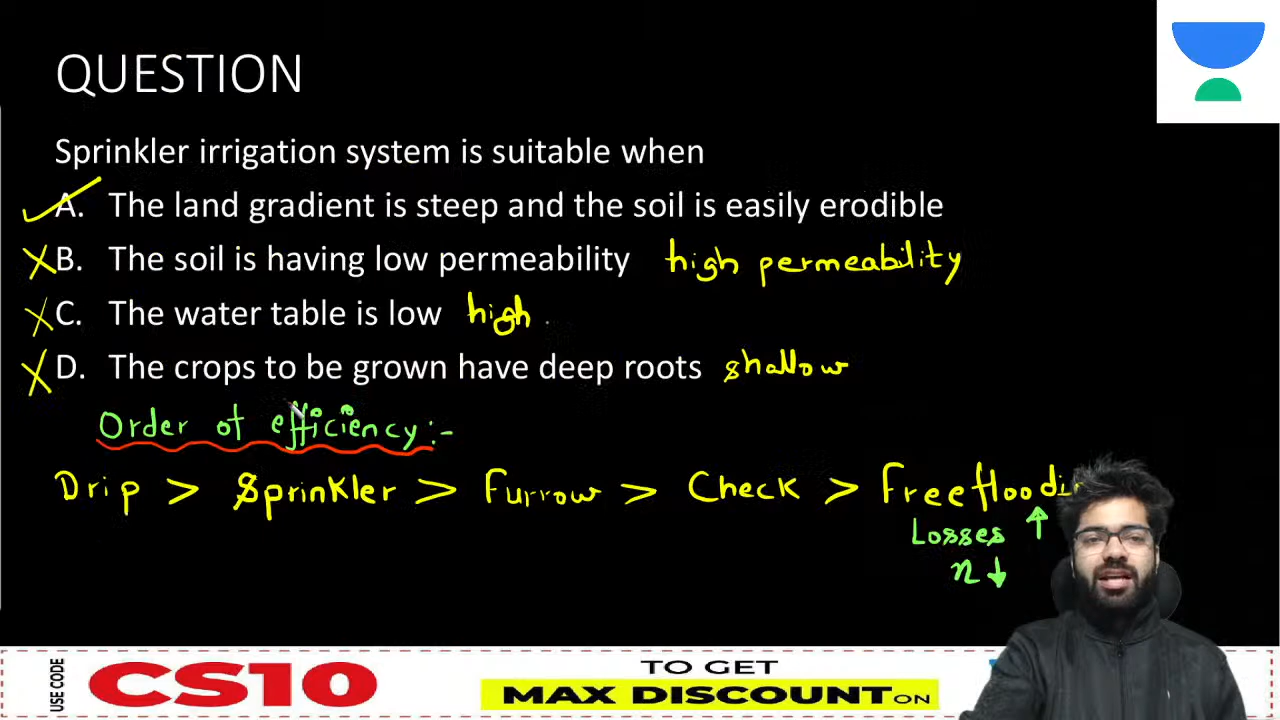 QUESTION
Sprinkler irrigation system is suitable when
A. The land gradient is steep and the soil is easily erodible
B. The soil is having low permeability high permeability
C. The water table is low high
D. The crops to be grown have deep roots shallow
Order of efficiency:-
Drip > Sprinkler > Furrow > Check > Freefloodi
Losses ↑
η ↓
USE CODE
CS10
TO GET
MAX DISCOUNT ON